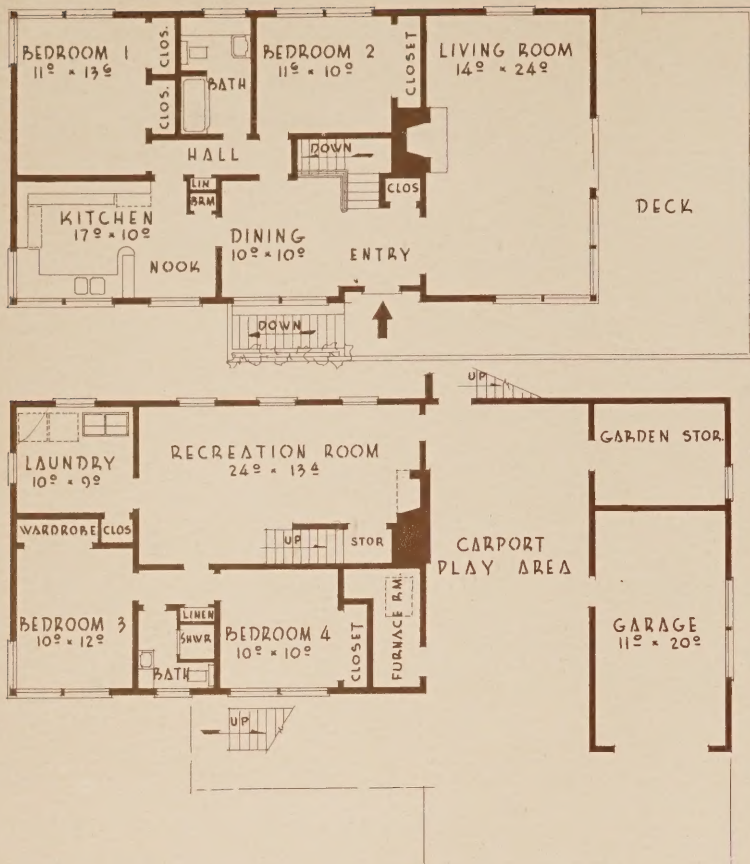 BEDROOM 1
11⁰ × 13⁶
CLOS.
CLOS.
BATH
BEDROOM 2
11⁶ × 10⁰
CLOSET
LIVING ROOM
14⁰ × 24⁰
HALL
DOWN
LIN
BRM
CLOS
DECK
KITCHEN
17⁰ × 10⁰
NOOK
DINING
10⁰ × 10⁰
ENTRY
DOWN
UP
LAUNDRY
10⁰ × 9⁰
RECREATION ROOM
24⁰ × 13⁴
GARDEN STOR.
WARDROBE
CLOS
UP
STOR
CARPORT
PLAY AREA
BEDROOM 3
10⁰ × 12⁰
LINEN
SHWR
BATH
BEDROOM 4
10⁰ × 10⁰
CLOSET
FURNACE RM.
GARAGE
11⁰ × 20⁰
UP